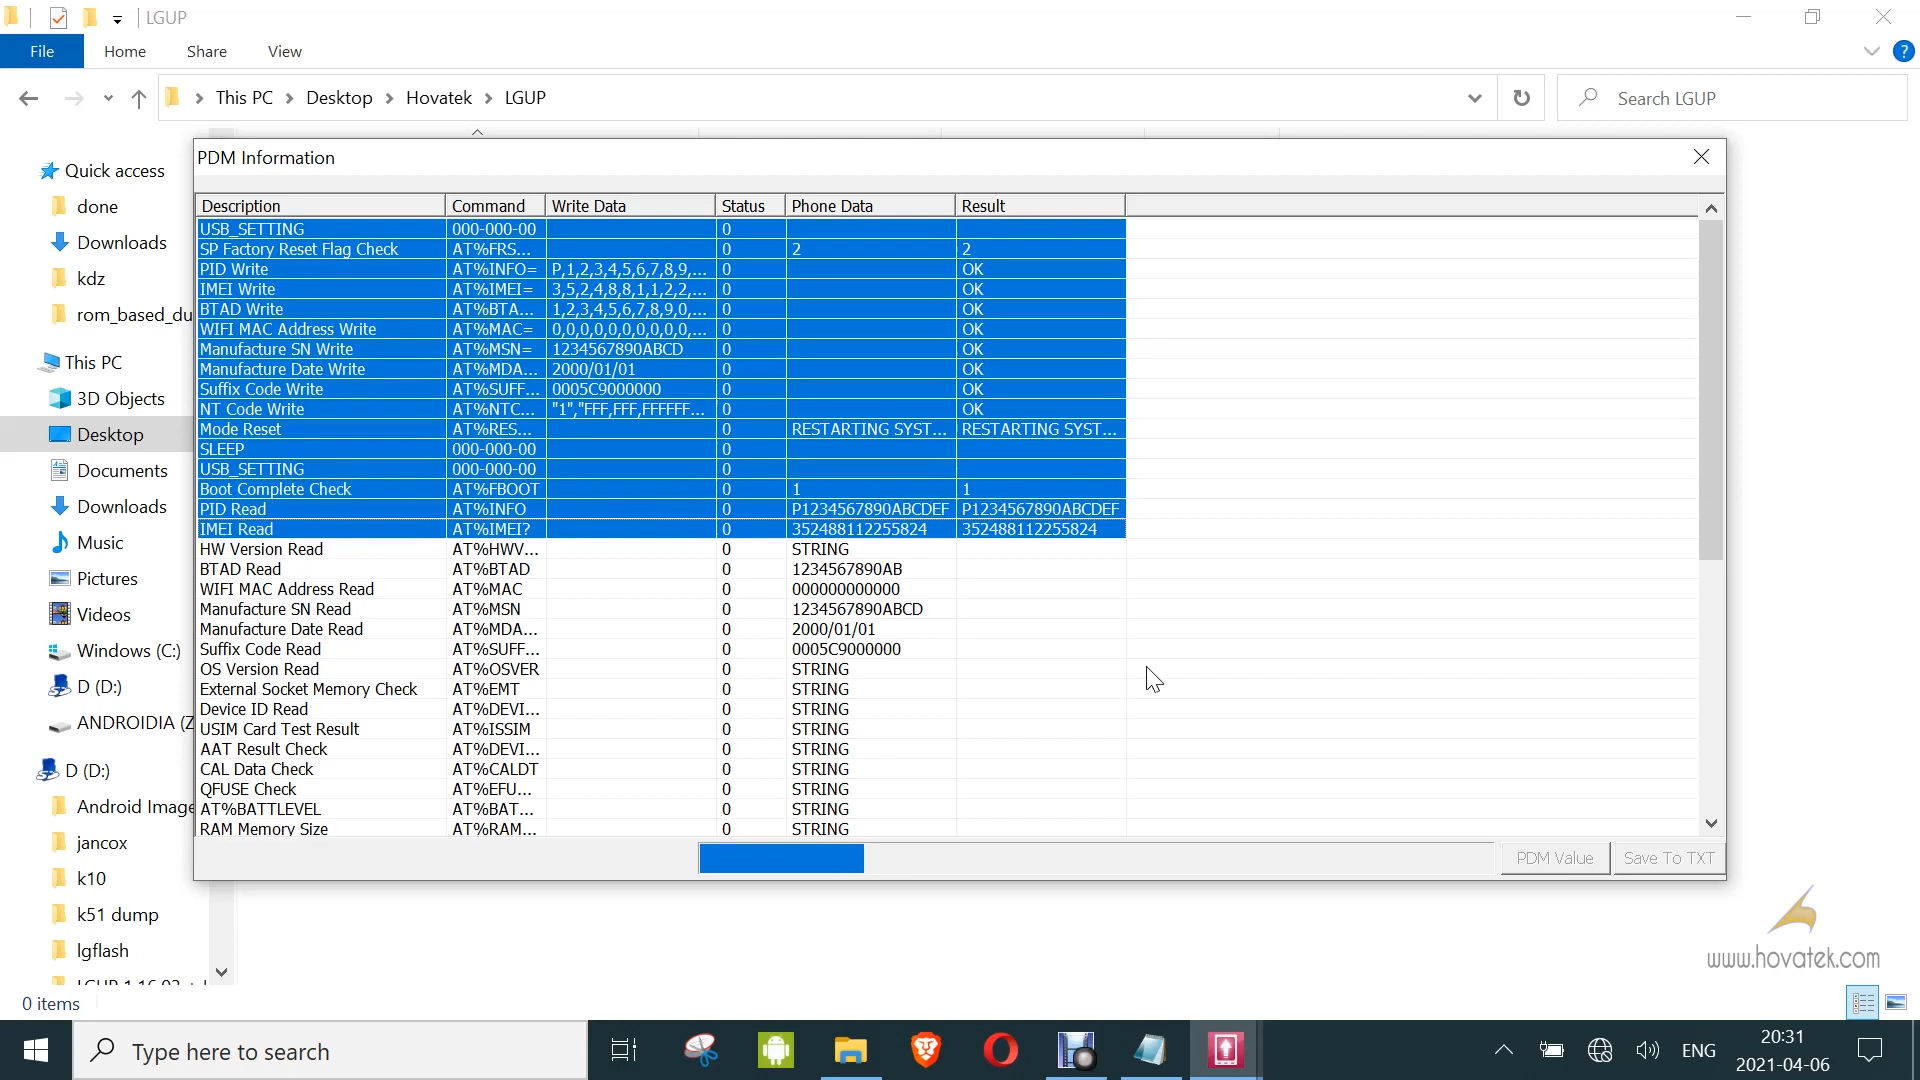 LGUP
File Home Share View
This PC Desktop Hovatek LGUP
Search LGUP
Quick access
done
Downloads
kdz
rom_based_du
This PC
3D Objects
Desktop
Documents
Downloads
Music
Pictures
Videos
Windows (C:)
D (D:)
ANDROIDIA (Z
D (D:)
Android Image
jancox
k10
k51 dump
lgflash
0 items
PDM Information
Description Command Write Data Status Phone Data Result
USB_SETTING 000-000-00 0
SP Factory Reset Flag Check AT%FRS... 0 2 2
PID Write AT%INFO= P,1,2,3,4,5,6,7,8,9,... 0 OK
IMEI Write AT%IMEI= 3,5,2,4,8,8,1,1,2,2,... 0 OK
BTAD Write AT%BTA... 1,2,3,4,5,6,7,8,9,0,... 0 OK
WIFI MAC Address Write AT%MAC= 0,0,0,0,0,0,0,0,0,0,... 0 OK
Manufacture SN Write AT%MSN= 1234567890ABCD 0 OK
Manufacture Date Write AT%MDA... 2000/01/01 0 OK
Suffix Code Write AT%SUFF... 0005C9000000 0 OK
NT Code Write AT%NTC... "1","FFF,FFF,FFFFFF... 0 OK
Mode Reset AT%RES... 0 RESTARTING SYST... RESTARTING SYST...
SLEEP 000-000-00 0
USB_SETTING 000-000-00 0
Boot Complete Check AT%FBOOT 0 1 1
PID Read AT%INFO 0 P1234567890ABCDEF P1234567890ABCDEF
IMEI Read AT%IMEI? 0 352488112255824 352488112255824
HW Version Read AT%HWV... 0 STRING
BTAD Read AT%BTAD 0 1234567890AB
WIFI MAC Address Read AT%MAC 0 000000000000
Manufacture SN Read AT%MSN 0 1234567890ABCD
Manufacture Date Read AT%MDA... 0 2000/01/01
Suffix Code Read AT%SUFF... 0 0005C9000000
OS Version Read AT%OSVER 0 STRING
External Socket Memory Check AT%EMT 0 STRING
Device ID Read AT%DEVI... 0 STRING
USIM Card Test Result AT%ISSIM 0 STRING
AAT Result Check AT%DEVI... 0 STRING
CAL Data Check AT%CALDT 0 STRING
QFUSE Check AT%EFU... 0 STRING
AT%BATTLEVEL AT%BAT... 0 STRING
RAM Memory Size AT%RAM... 0 STRING
PDM Value Save To TXT
www.hovatek.com
Type here to search
ENG
20:31
2021-04-06